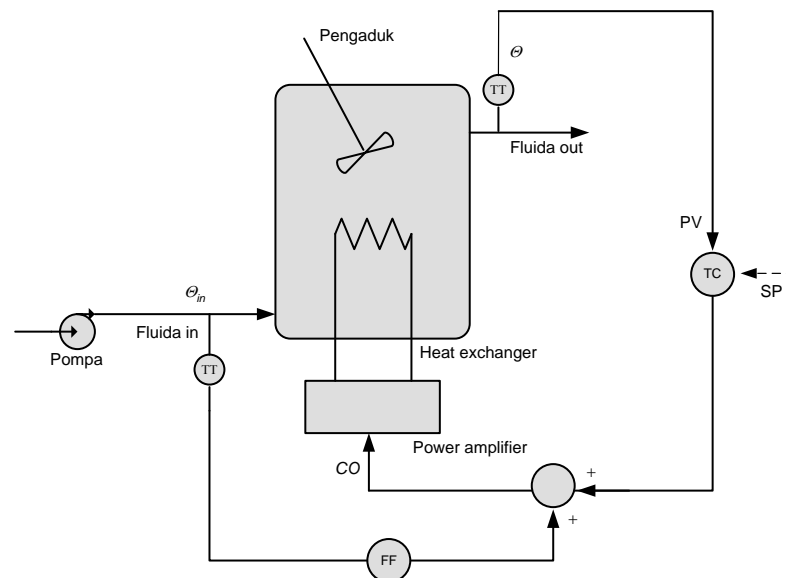 Pengaduk
Θ
TT
Fluida out
PV
TC
SP
Θin
Fluida in
Pompa
TT
Heat exchanger
Power amplifier
CO
+
+
FF